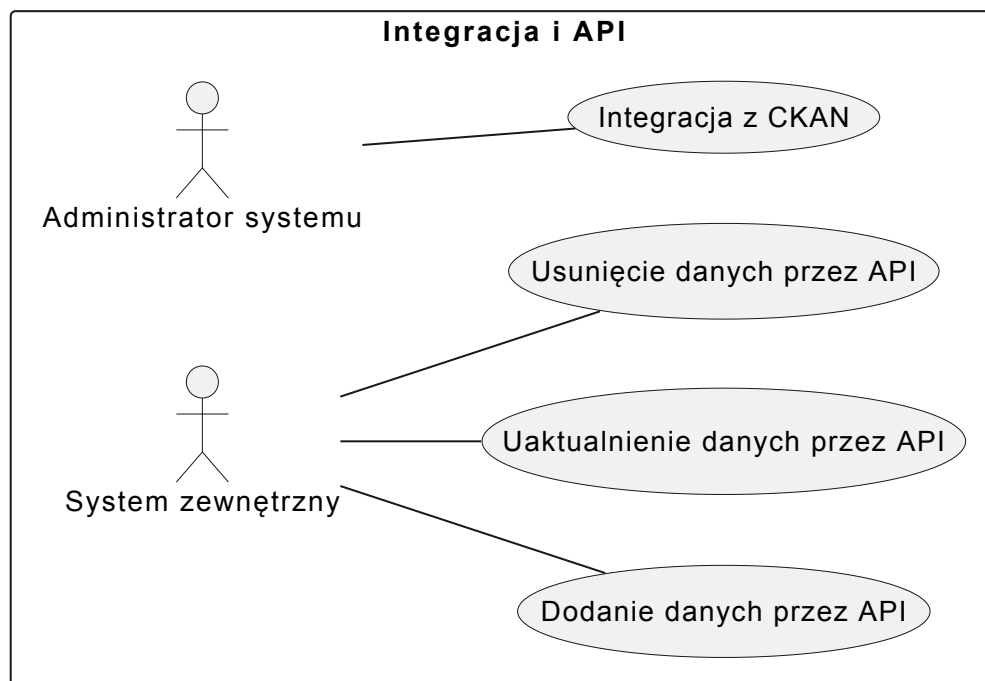 Integracja i API
Integracja z CKAN
Administrator systemu
Usunięcie danych przez API
Uaktualnienie danych przez API
System zewnętrzny
Dodanie danych przez API